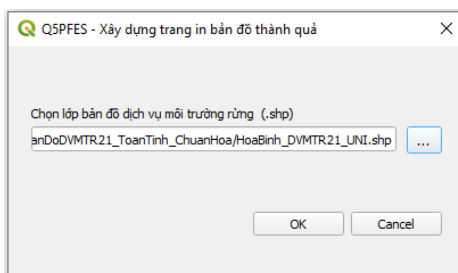 Q5PFES - Xây dựng trang in bản đồ thành quả
Chọn lớp bản đồ dịch vụ môi trường rừng (.shp)
anDoDVMTR21_ToanTinh_ChuanHoa/HoaBinh_DVMTR21_UNI.shp
...
OK Cancel